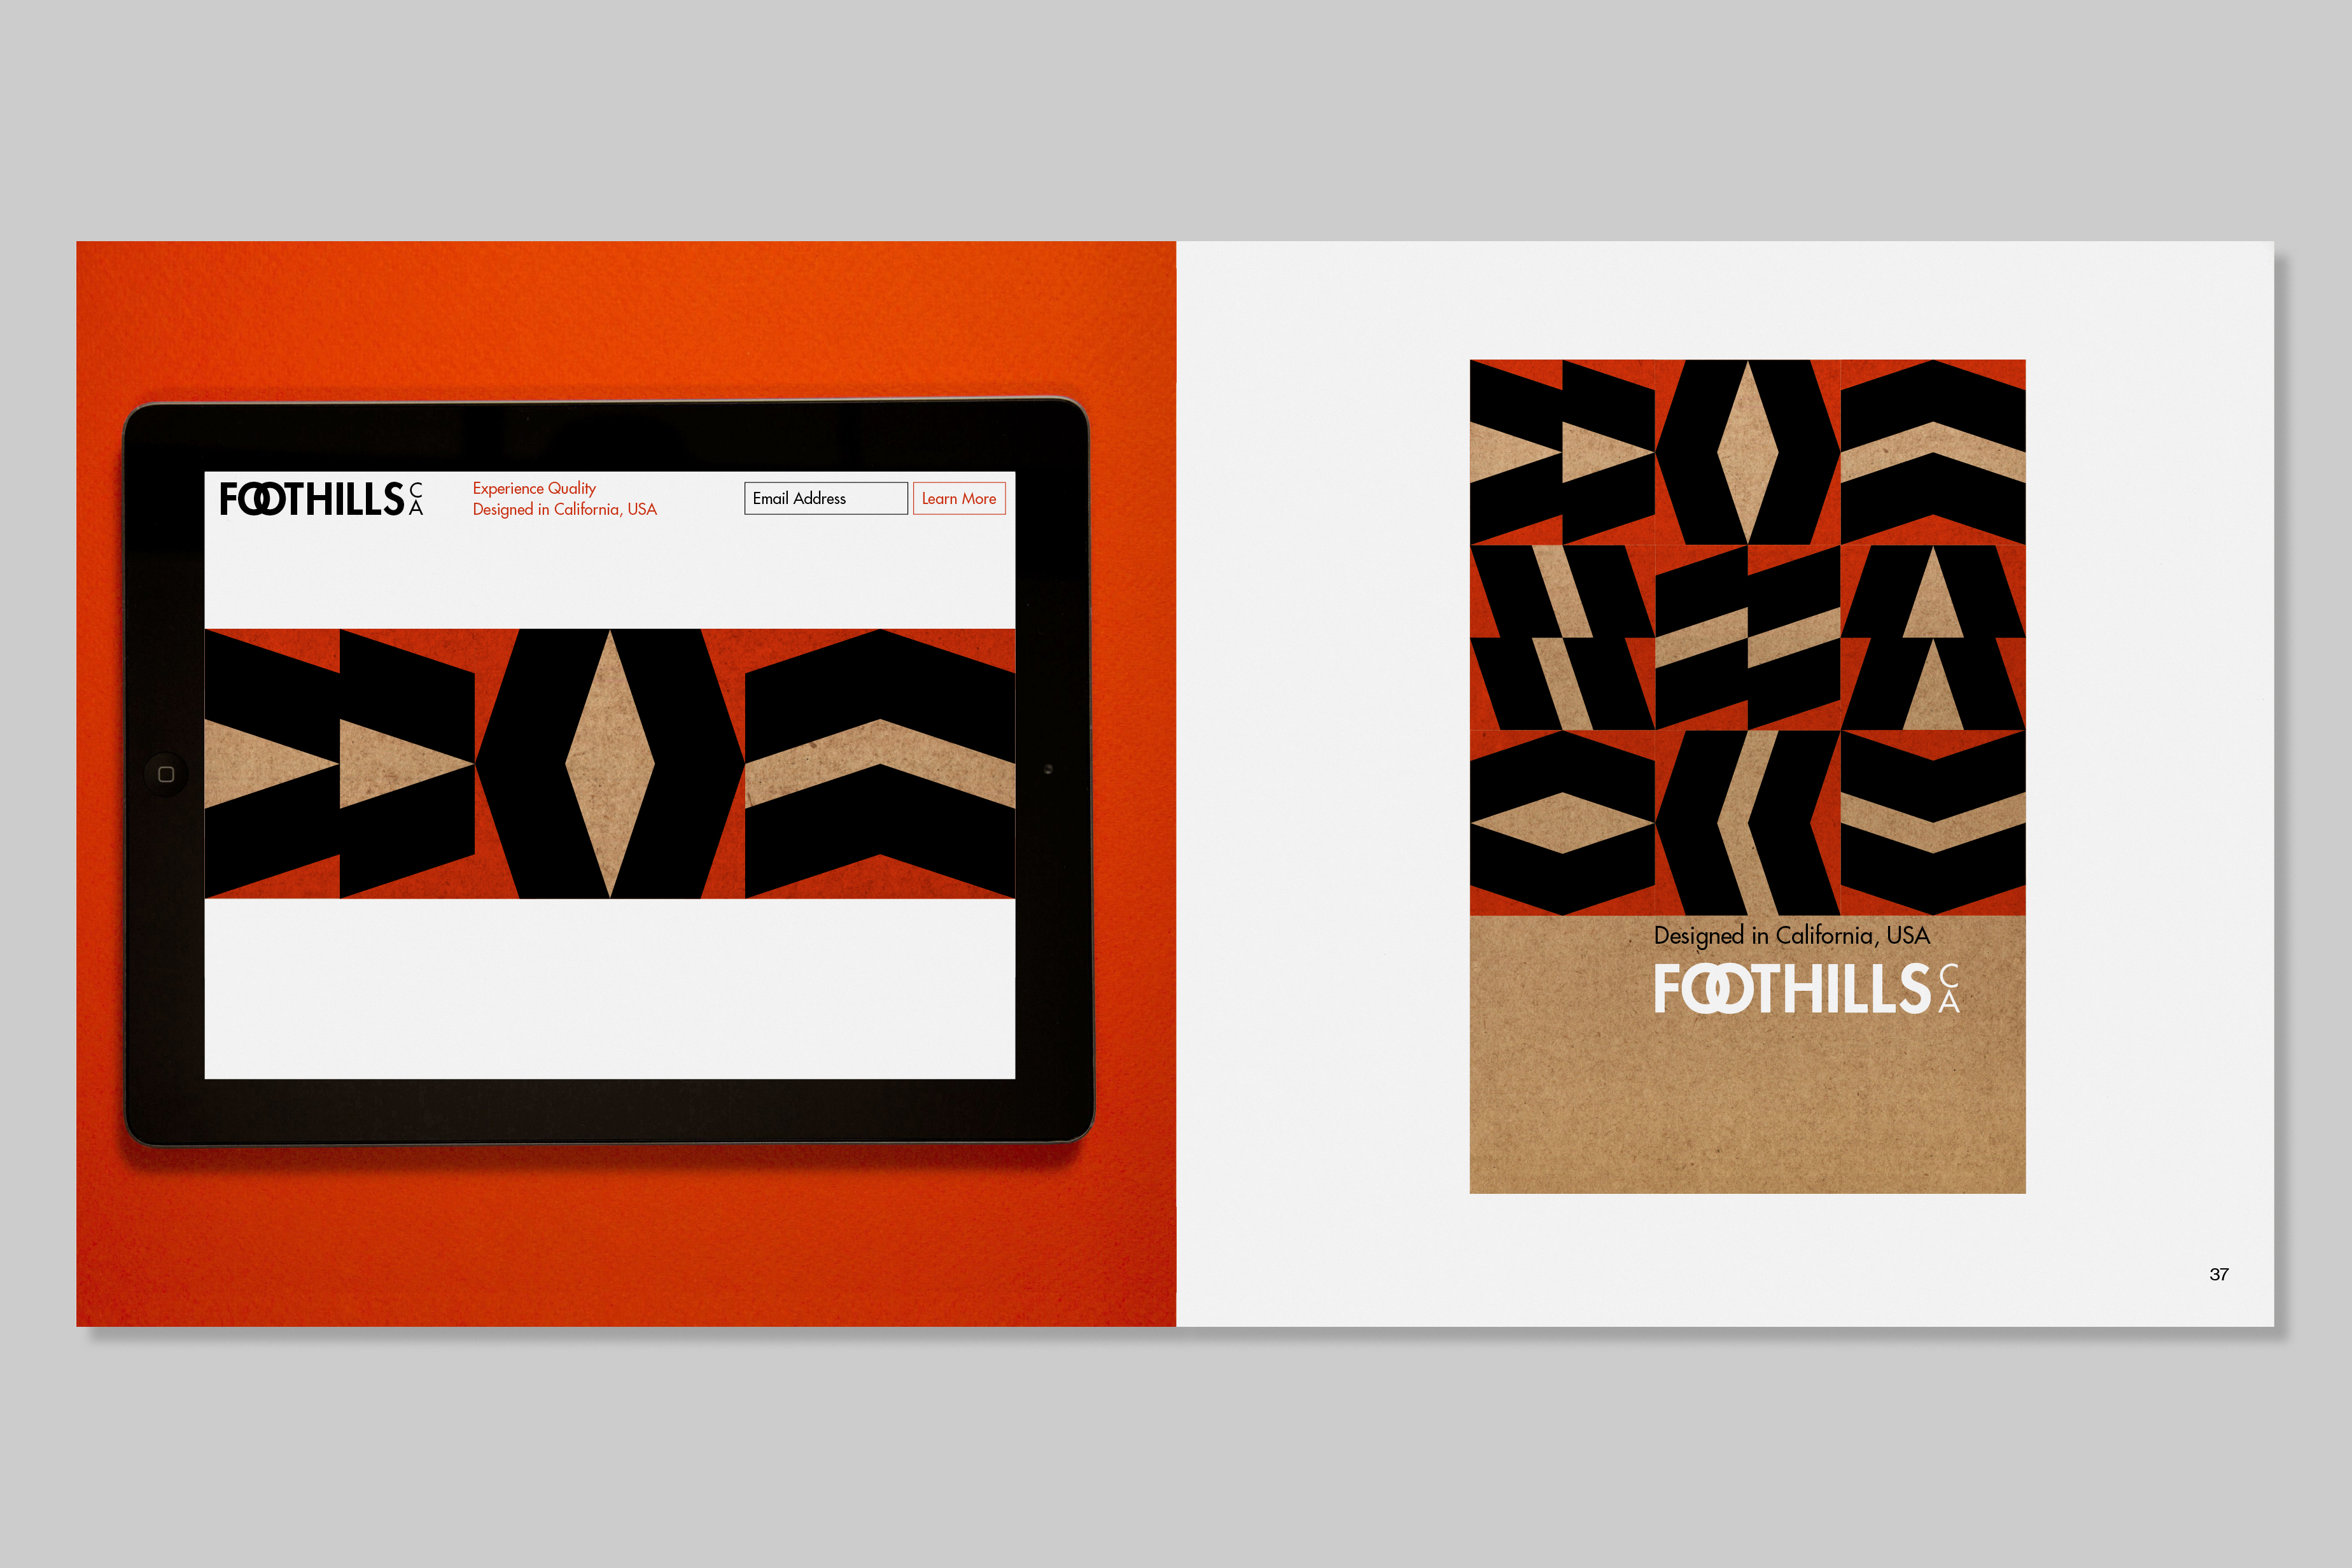 FOOTHILLS CA
Experience Quality
Designed in California, USA
Email Address
Learn More
Designed in California, USA
FOOTHILLS CA
37